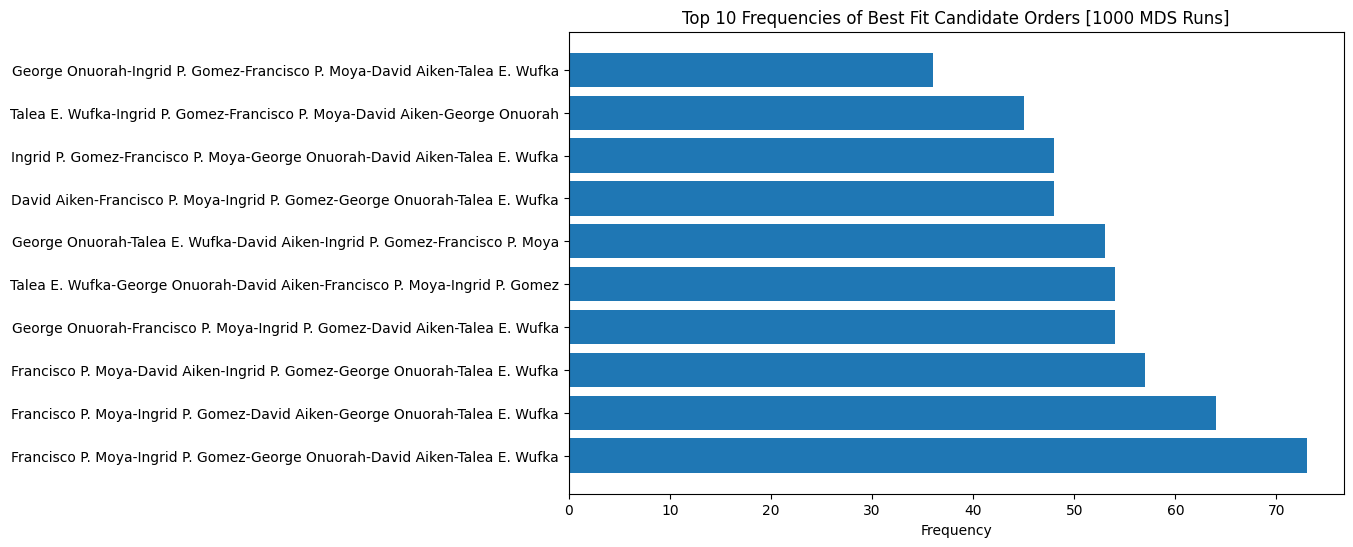 Top 10 Frequencies of Best Fit Candidate Orders [1000 MDS Runs]
George Onuorah-Ingrid P. Gomez-Francisco P. Moya-David Aiken-Talea E. Wufka
Talea E. Wufka-Ingrid P. Gomez-Francisco P. Moya-David Aiken-George Onuorah
Ingrid P. Gomez-Francisco P. Moya-George Onuorah-David Aiken-Talea E. Wufka
David Aiken-Francisco P. Moya-Ingrid P. Gomez-George Onuorah-Talea E. Wufka
George Onuorah-Talea E. Wufka-David Aiken-Ingrid P. Gomez-Francisco P. Moya
Talea E. Wufka-George Onuorah-David Aiken-Francisco P. Moya-Ingrid P. Gomez
George Onuorah-Francisco P. Moya-Ingrid P. Gomez-David Aiken-Talea E. Wufka
Francisco P. Moya-David Aiken-Ingrid P. Gomez-George Onuorah-Talea E. Wufka
Francisco P. Moya-Ingrid P. Gomez-David Aiken-George Onuorah-Talea E. Wufka
Francisco P. Moya-Ingrid P. Gomez-George Onuorah-David Aiken-Talea E. Wufka
0 10 20 30 40 50 60 70
Frequency